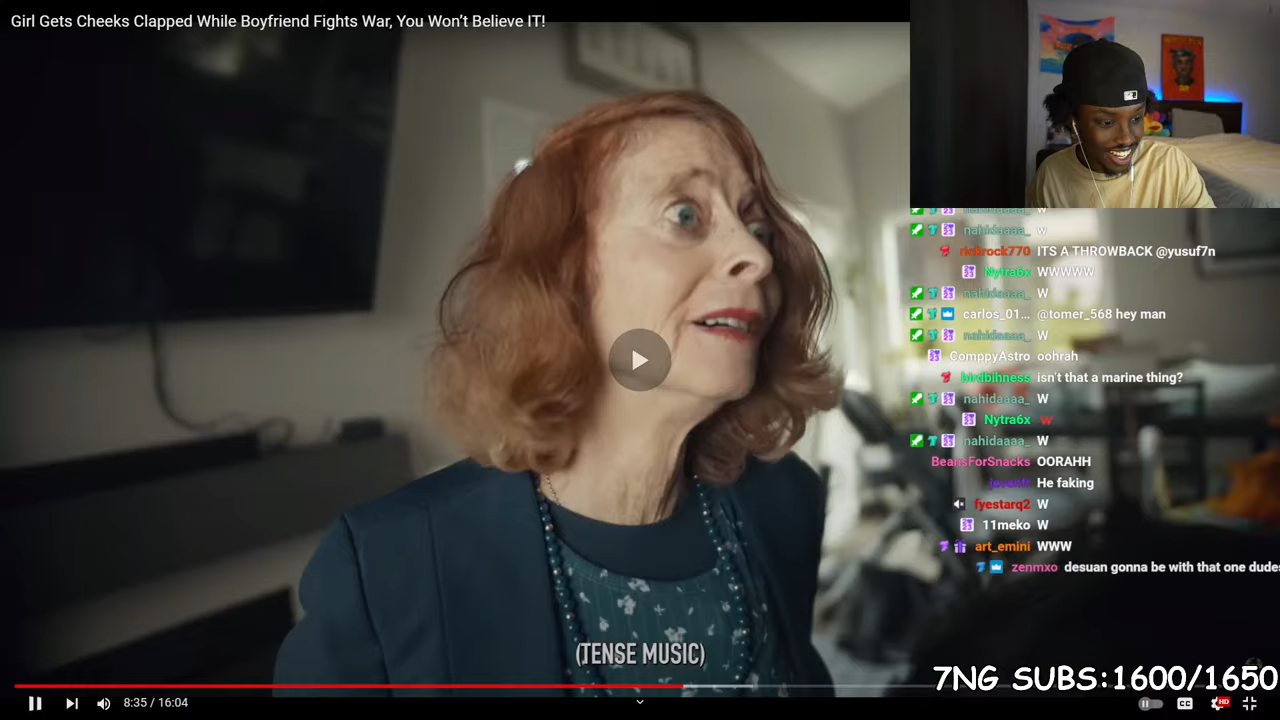 Girl Gets Cheeks Clapped While Boyfriend Fights War, You Won't Believe IT!
nahidaaaa_ W
nahidaaaa_ W
rickrock770 ITS A THROWBACK @yusuf7n
Nytra6x WWWWW
nahidaaaa_ W
carlos_01... @tomer_568 hey man
nahidaaaa_ W
ComppyAstro oohrah
birdbihness isn't that a marine thing?
nahidaaaa_ W
Nytra6x W
nahidaaaa_ W
BeansForSnacks OORAHH
He faking
fyestarq2 W
11meko W
art_emini WWW
zenmxo desuan gonna be with that one dudes
(TENSE MUSIC)
7NG SUBS:1600/1650
8:35 / 16:04
CC
HD